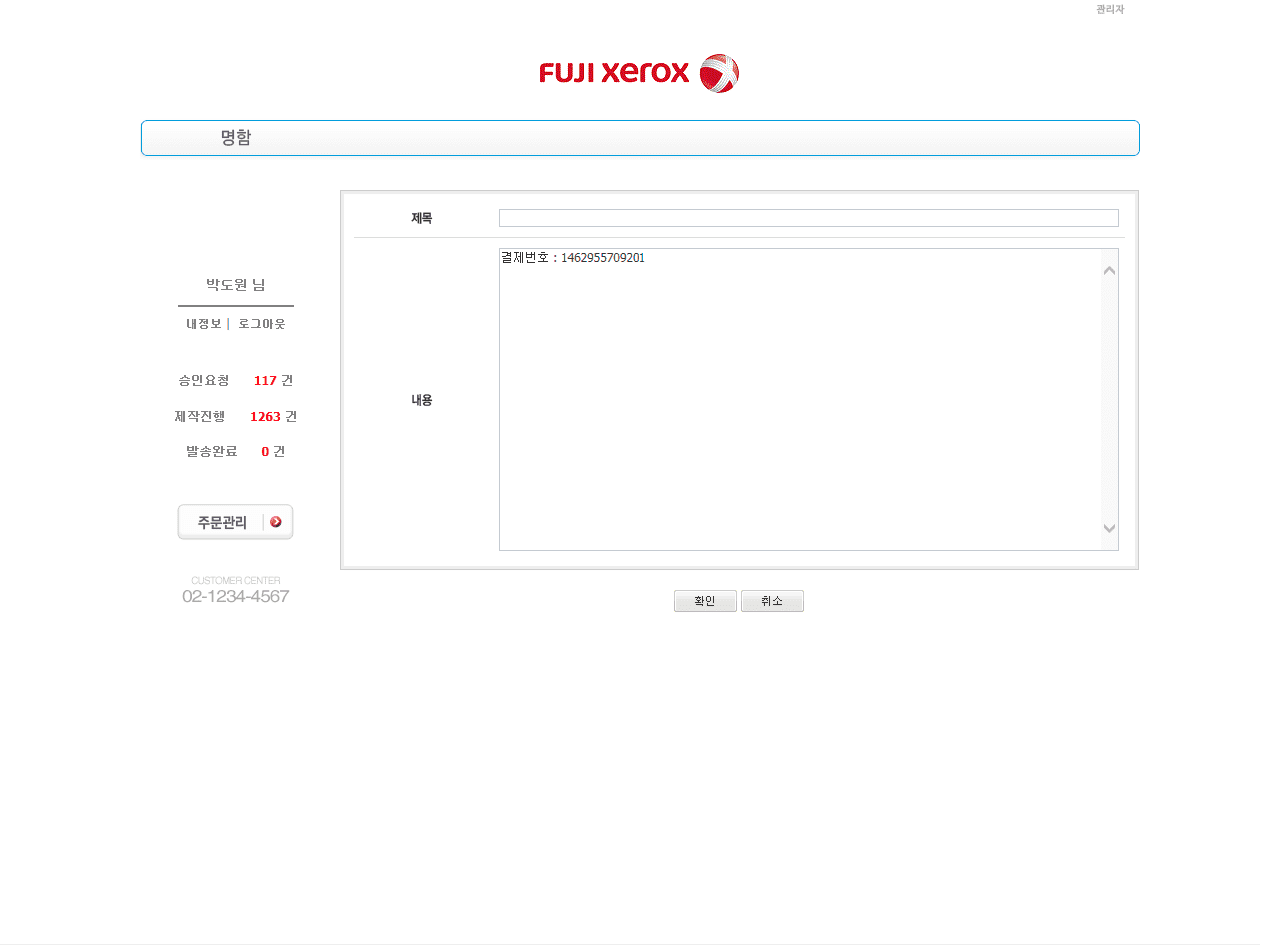 관리자
FUJI xerox
명함
제목
결제번호 : 1462955709201
내용
박도원 님
내정보 | 로그아웃
승인요청 117 건
제작진행 1263 건
발송완료 0 건
주문관리
CUSTOMER CENTER
02-1234-4567
확인 취소